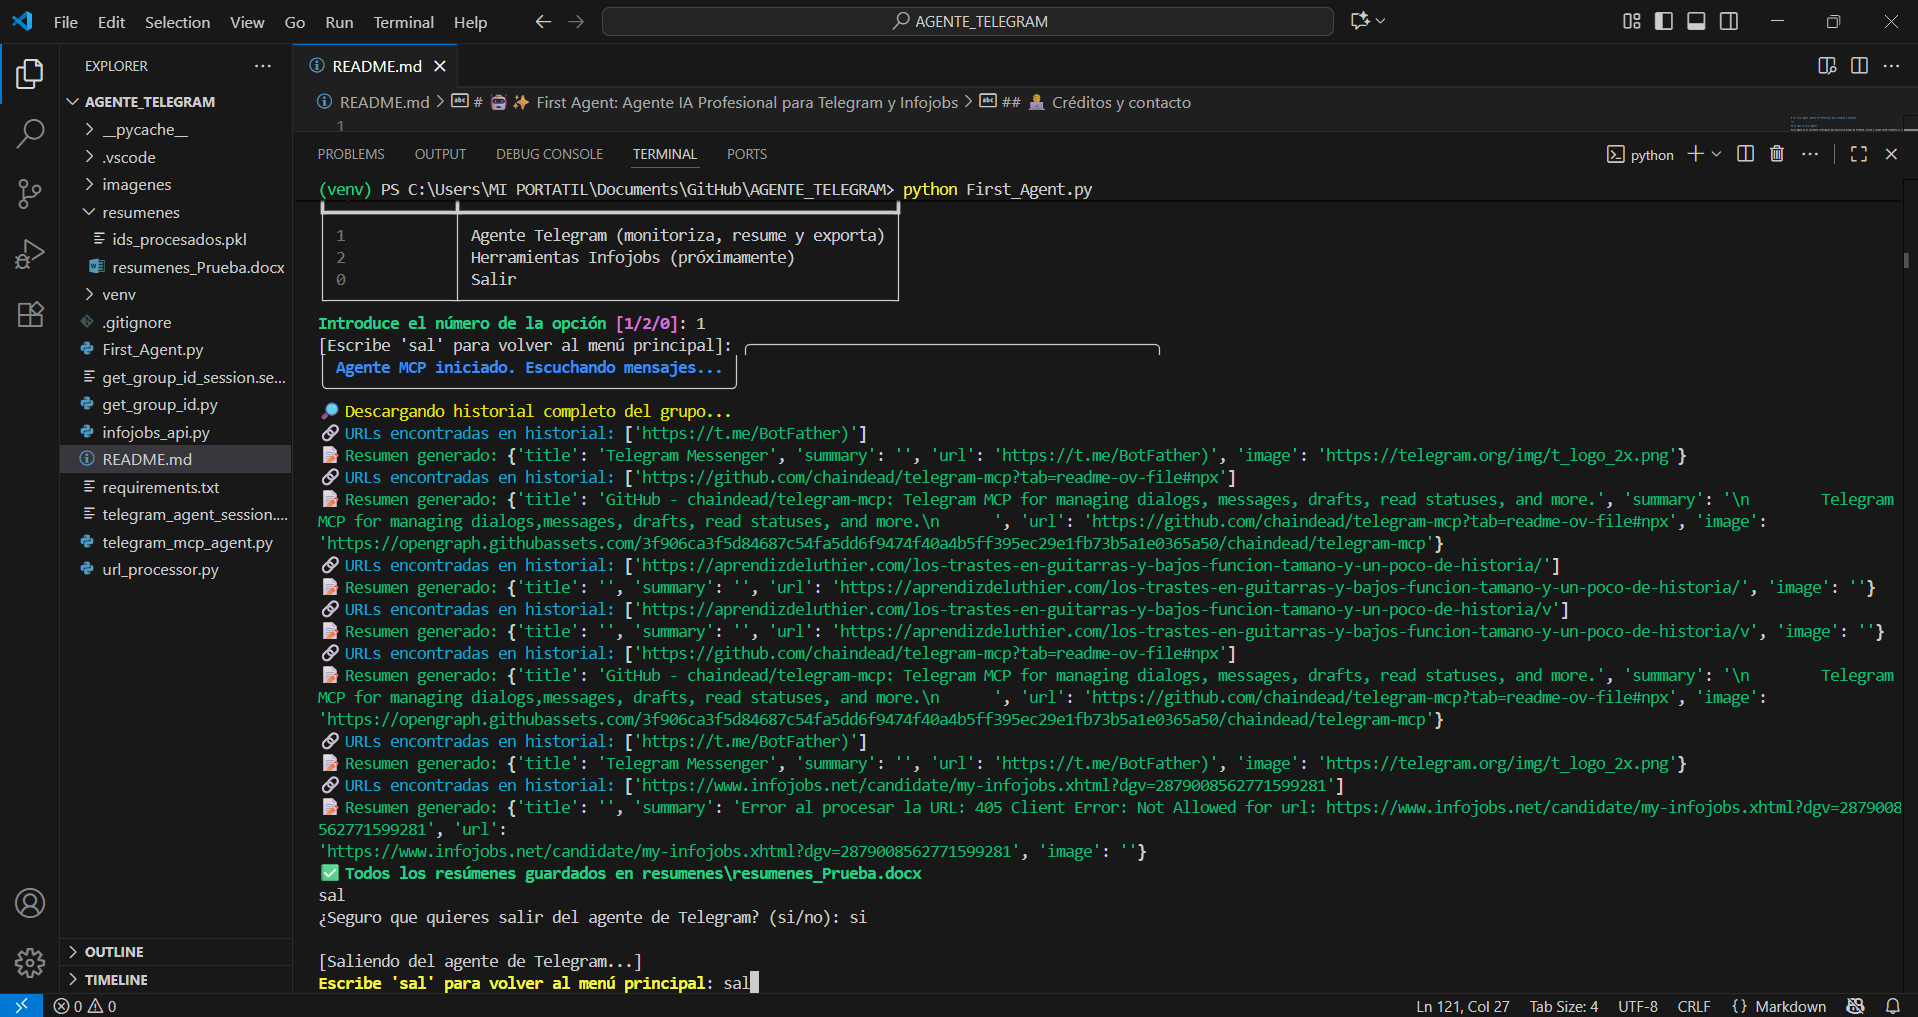 File Edit Selection View Go Run Terminal Help
AGENTE_TELEGRAM
EXPLORER
AGENTE_TELEGRAM
__pycache__
.vscode
imagenes
resumenes
ids_procesados.pkl
resumenes_Prueba.docx
venv
.gitignore
First_Agent.py
get_group_id_session.se...
get_group_id.py
infojobs_api.py
README.md
requirements.txt
telegram_agent_session....
telegram_mcp_agent.py
url_processor.py
OUTLINE
TIMELINE
README.md
README.md > # 🤖✨ First Agent: Agente IA Profesional para Telegram y Infojobs > ## 🧑‍💻 Créditos y contacto
1
PROBLEMS OUTPUT DEBUG CONSOLE TERMINAL PORTS
python
(venv) PS C:\Users\MI PORTATIL\Documents\GitHub\AGENTE_TELEGRAM> python First_Agent.py
1 Agente Telegram (monitoriza, resume y exporta)
2 Herramientas Infojobs (próximamente)
0 Salir
Introduce el número de la opción [1/2/0]: 1
[Escribe 'sal' para volver al menú principal]:
Agente MCP iniciado. Escuchando mensajes...
🔎 Descargando historial completo del grupo...
🔗 URLs encontradas en historial: ['https://t.me/BotFather)']
📝 Resumen generado: {'title': 'Telegram Messenger', 'summary': '', 'url': 'https://t.me/BotFather)', 'image': 'https://telegram.org/img/t_logo_2x.png'}
🔗 URLs encontradas en historial: ['https://github.com/chaindead/telegram-mcp?tab=readme-ov-file#npx']
📝 Resumen generado: {'title': 'GitHub - chaindead/telegram-mcp: Telegram MCP for managing dialogs, messages, drafts, read statuses, and more.', 'summary': '\n Telegram
MCP for managing dialogs,messages, drafts, read statuses, and more.\n ', 'url': 'https://github.com/chaindead/telegram-mcp?tab=readme-ov-file#npx', 'image':
'https://opengraph.githubassets.com/3f906ca3f5d84687c54fa5dd6f9474f40a4b5ff395ec29e1fb73b5a1e0365a50/chaindead/telegram-mcp'}
🔗 URLs encontradas en historial: ['https://aprendizdeluthier.com/los-trastes-en-guitarras-y-bajos-funcion-tamano-y-un-poco-de-historia/']
📝 Resumen generado: {'title': '', 'summary': '', 'url': 'https://aprendizdeluthier.com/los-trastes-en-guitarras-y-bajos-funcion-tamano-y-un-poco-de-historia/', 'image': ''}
🔗 URLs encontradas en historial: ['https://aprendizdeluthier.com/los-trastes-en-guitarras-y-bajos-funcion-tamano-y-un-poco-de-historia/v']
📝 Resumen generado: {'title': '', 'summary': '', 'url': 'https://aprendizdeluthier.com/los-trastes-en-guitarras-y-bajos-funcion-tamano-y-un-poco-de-historia/v', 'image': ''}
🔗 URLs encontradas en historial: ['https://github.com/chaindead/telegram-mcp?tab=readme-ov-file#npx']
📝 Resumen generado: {'title': 'GitHub - chaindead/telegram-mcp: Telegram MCP for managing dialogs, messages, drafts, read statuses, and more.', 'summary': '\n Telegram
MCP for managing dialogs,messages, drafts, read statuses, and more.\n ', 'url': 'https://github.com/chaindead/telegram-mcp?tab=readme-ov-file#npx', 'image':
'https://opengraph.githubassets.com/3f906ca3f5d84687c54fa5dd6f9474f40a4b5ff395ec29e1fb73b5a1e0365a50/chaindead/telegram-mcp'}
🔗 URLs encontradas en historial: ['https://t.me/BotFather)']
📝 Resumen generado: {'title': 'Telegram Messenger', 'summary': '', 'url': 'https://t.me/BotFather)', 'image': 'https://telegram.org/img/t_logo_2x.png'}
🔗 URLs encontradas en historial: ['https://www.infojobs.net/candidate/my-infojobs.xhtml?dgv=2879008562771599281']
📝 Resumen generado: {'title': '', 'summary': 'Error al procesar la URL: 405 Client Error: Not Allowed for url: https://www.infojobs.net/candidate/my-infojobs.xhtml?dgv=2879008
562771599281', 'url':
'https://www.infojobs.net/candidate/my-infojobs.xhtml?dgv=2879008562771599281', 'image': ''}
✅ Todos los resúmenes guardados en resumenes\resumenes_Prueba.docx
sal
¿Seguro que quieres salir del agente de Telegram? (si/no): si
[Saliendo del agente de Telegram...]
Escribe 'sal' para volver al menú principal: sal
0 0 Ln 121, Col 27 Tab Size: 4 UTF-8 CRLF {} Markdown